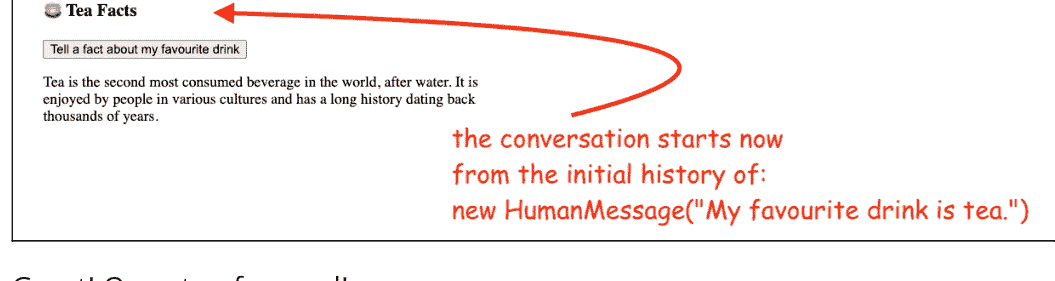 🍵 Tea Facts
Tell a fact about my favourite drink
Tea is the second most consumed beverage in the world, after water. It is
enjoyed by people in various cultures and has a long history dating back
thousands of years.
the conversation starts now
from the initial history of:
new HumanMessage("My favourite drink is tea.")